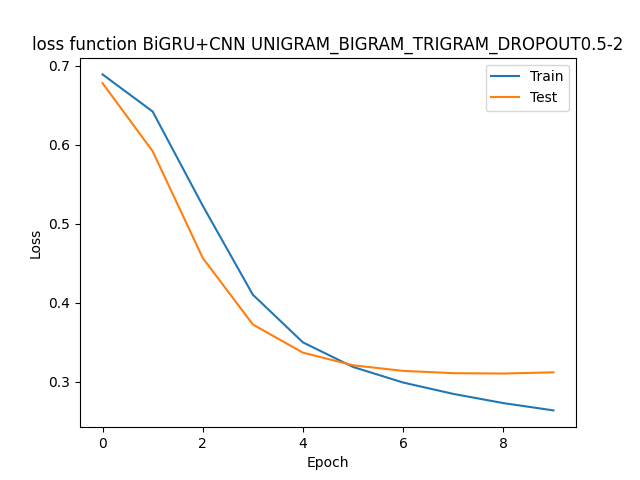 loss function BiGRU+CNN UNIGRAM_BIGRAM_TRIGRAM_DROPOUT0.5-2
Train
Test
0.7
0.6
0.5
0.4
0.3
Loss
0 2 4 6 8
Epoch